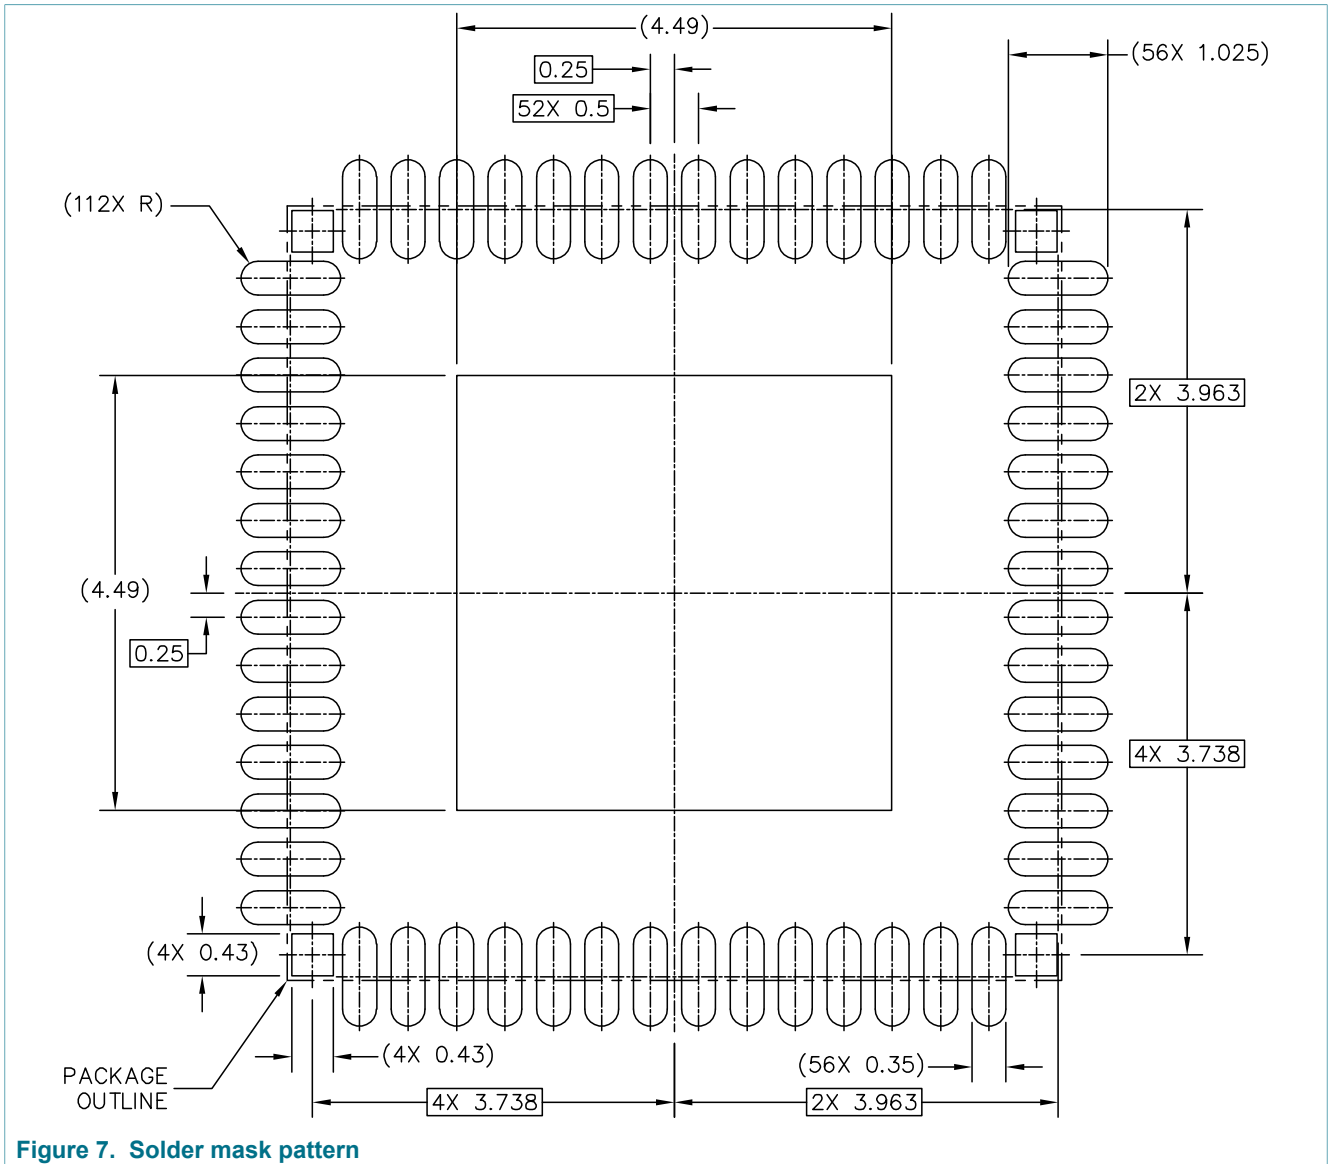 (4.49)
0.25
(56X 1.025)
52X 0.5
(112X R)
2X 3.963
(4.49)
0.25
4X 3.738
(4X 0.43)
(4X 0.43)
(56X 0.35)
PACKAGE
OUTLINE
4X 3.738
2X 3.963
Figure 7. Solder mask pattern